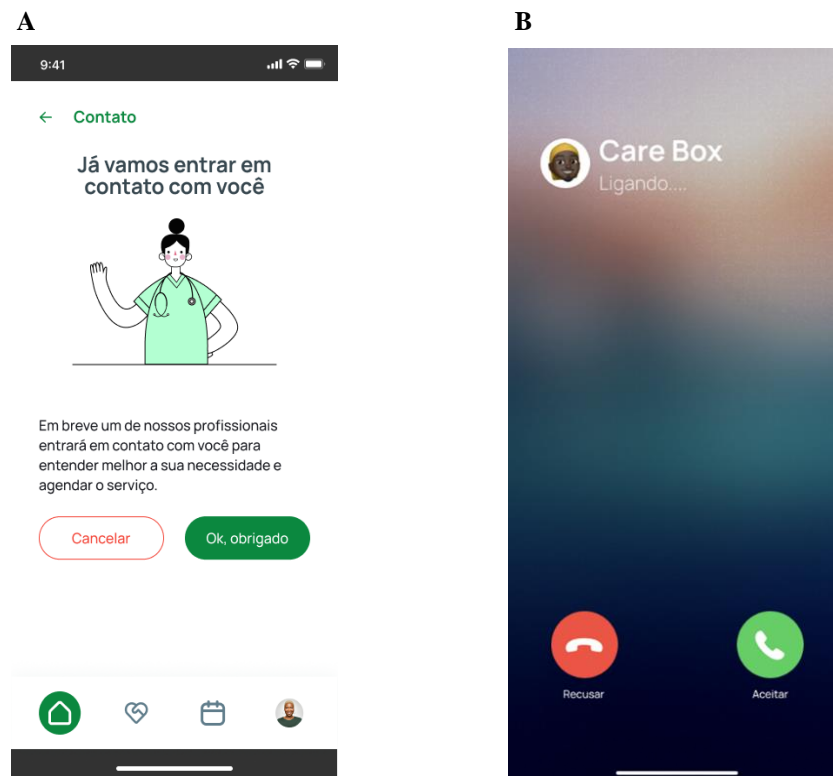 A
9:41
Contato
Já vamos entrar em
contato com você
Em breve um de nossos profissionais
entrará em contato com você para
entender melhor a sua necessidade e
agendar o serviço.
Cancelar
Ok, obrigado
B
Care Box
Ligando....
Recusar
Aceitar